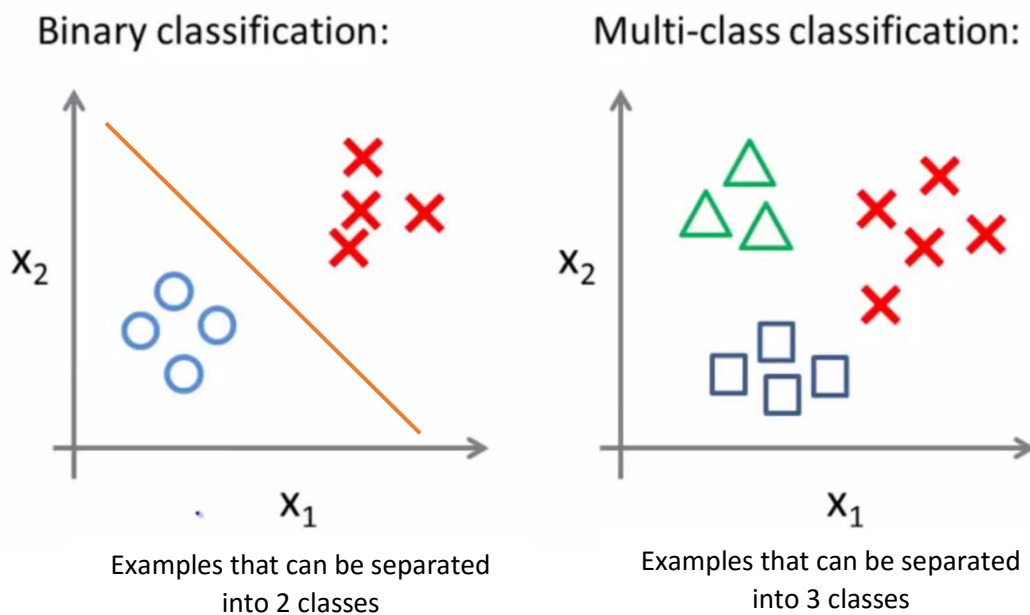 Binary classification:
x₂
x₁
Examples that can be separated
into 2 classes
Multi-class classification:
x₂
x₁
Examples that can be separated
into 3 classes